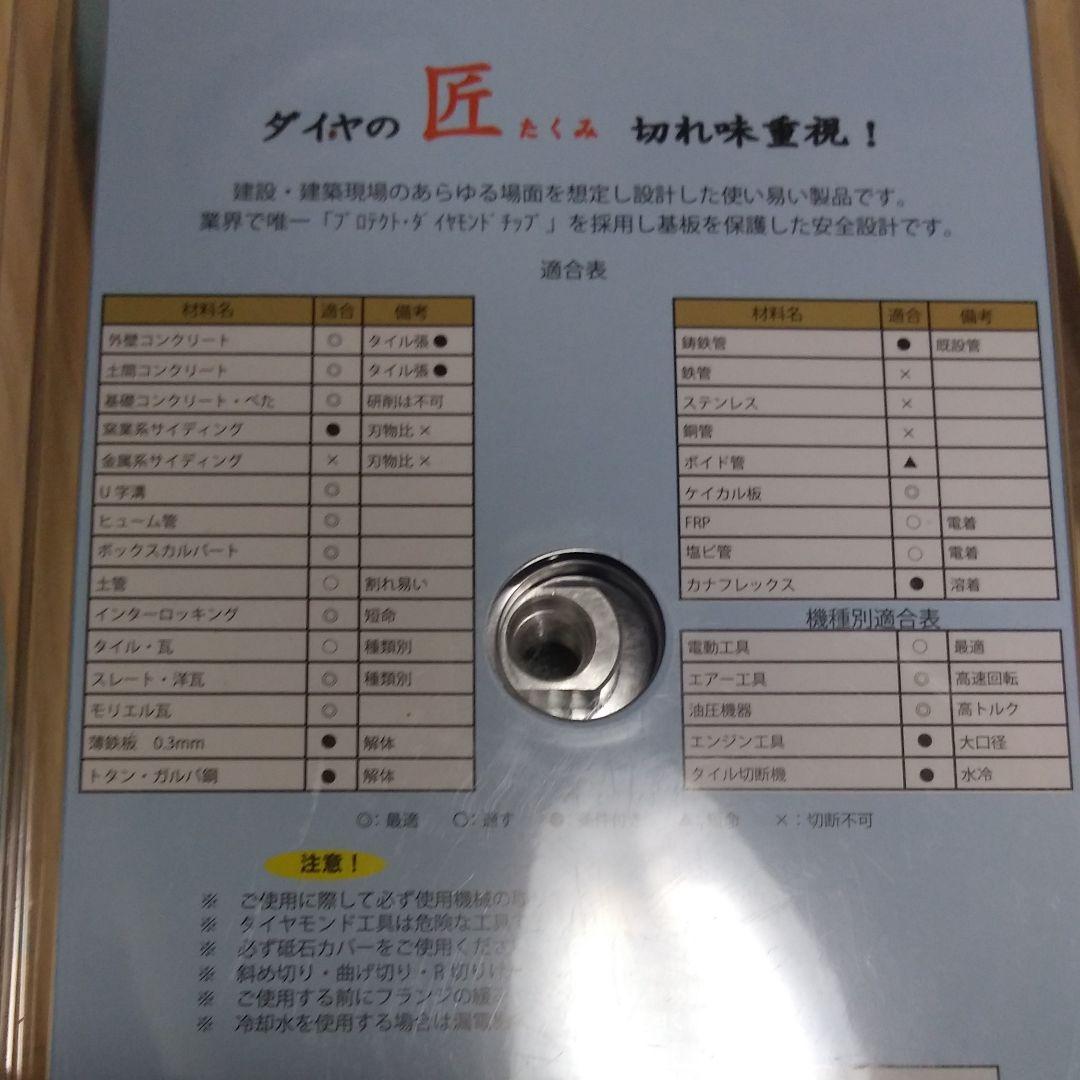 ダイヤの 匠 たくみ 切れ味重視！
建設・建築現場のあらゆる場面を想定し設計した使い易い製品です。
業界で唯一「ﾌﾟﾛﾃｸﾄ･ﾀﾞｲﾔﾓﾝﾄﾞﾁｯﾌﾟ」を採用し基板を保護した安全設計です。
適合表
材料名 適合 備考
外壁コンクリート ◎ タイル張●
土間コンクリート ◎ タイル張●
基礎コンクリート・べた ◎ 研削は不可
窯業系サイディング ● 刃物比×
金属系サイディング × 刃物比×
U字溝 ◎
ヒューム管 ◎
ボックスカルバート ◎
土管 ○ 割れ易い
インターロッキング ◎ 短命
タイル・瓦 ○ 種類別
スレート・洋瓦 ◎ 種類別
モリエル瓦 ◎
薄鉄板 0.3mm ● 解体
トタン・ガルバ鋼 ● 解体
材料名 適合 備考
鋳鉄管 ● 既設管
鉄管 ×
ステンレス ×
銅管 ×
ボイド管 ▲
ケイカル板 ◎
FRP ○ 電着
塩ビ管 ○ 電着
カナフレックス ● 溶着
機種別適合表
電動工具 ○ 最適
エアー工具 ◎ 高速回転
油圧機器 ◎ 高トルク
エンジン工具 ● 大口径
タイル切断機 ● 水冷
◎：最適 ○：適す ●：条件付き ▲：短命 ×：切断不可
注意！
※ ご使用に際して必ず使用機械の取
※ ダイヤモンド工具は危険な工具で
※ 必ず砥石カバーをご使用くださ
※ 斜め切り・曲げ切り・R切りは
※ ご使用する前にフランジの緩
※ 冷却水を使用する場合は漏電